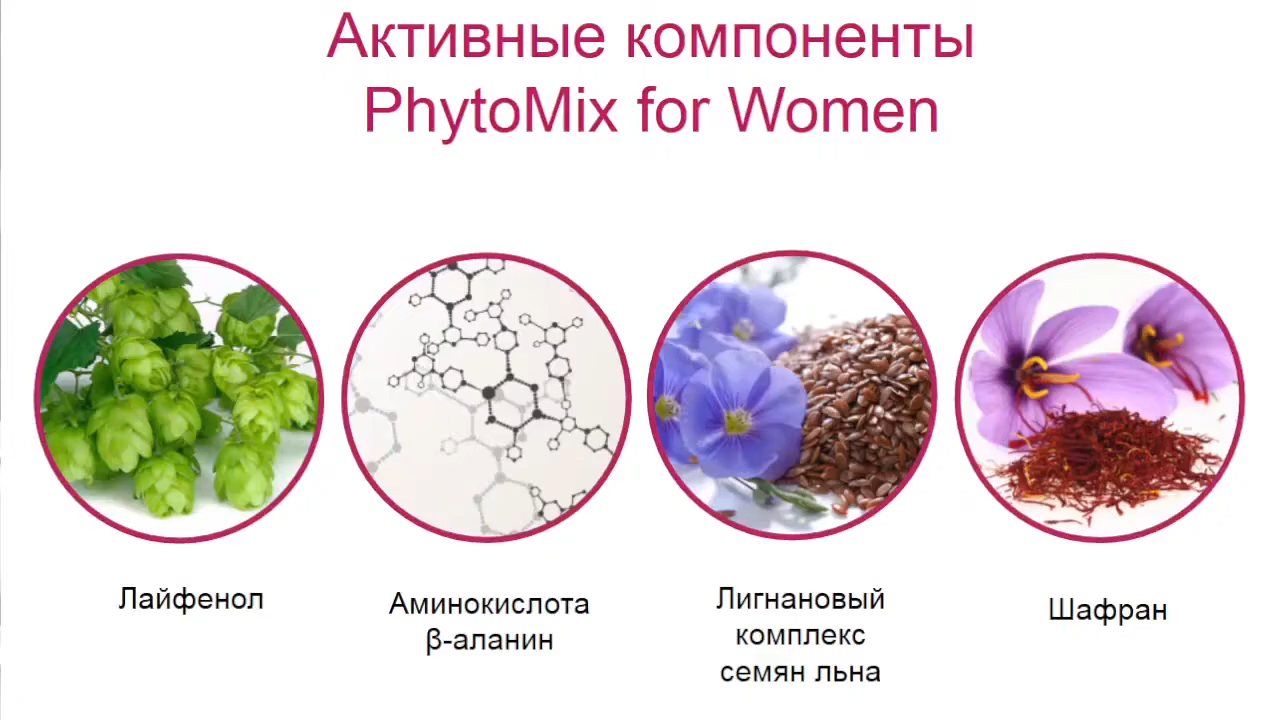 Активные компоненты
PhytoMix for Women
Лайфенол
Аминокислота
β-аланин
Лигнановый
комплекс
семян льна
Шафран